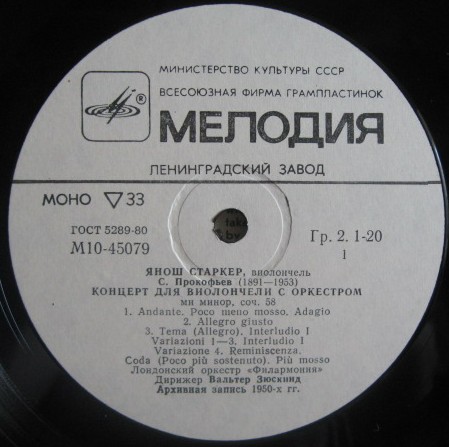 МИНИСТЕРСТВО КУЛЬТУРЫ СССР
ВСЕСОЮЗНАЯ ФИРМА ГРАМПЛАСТИНОК
®
МЕЛОДИЯ
ЛЕНИНГРАДСКИЙ ЗАВОД
МОНО ▽ 33
ГОСТ 5289-80
М10-45079
Гр. 2. 1-20
1
take
by
ЯНОШ СТАРКЕР, виолончель
С. Прокофьев (1891—1953)
КОНЦЕРТ ДЛЯ ВИОЛОНЧЕЛИ С ОРКЕСТРОМ
ми минор, соч. 58
1. Andante. Poco meno mosso. Adagio
2. Allegro giusto
3. Tema (Allegro). Interludio I
Variazioni 1—3. Interludio I
Variazione 4. Reminiscenza.
Coda (Poco più sostenuto). Più mosso
Лондонский оркестр «Филармония»
Дирижер Вальтер Зюскинд
Архивная запись 1950-х гг.